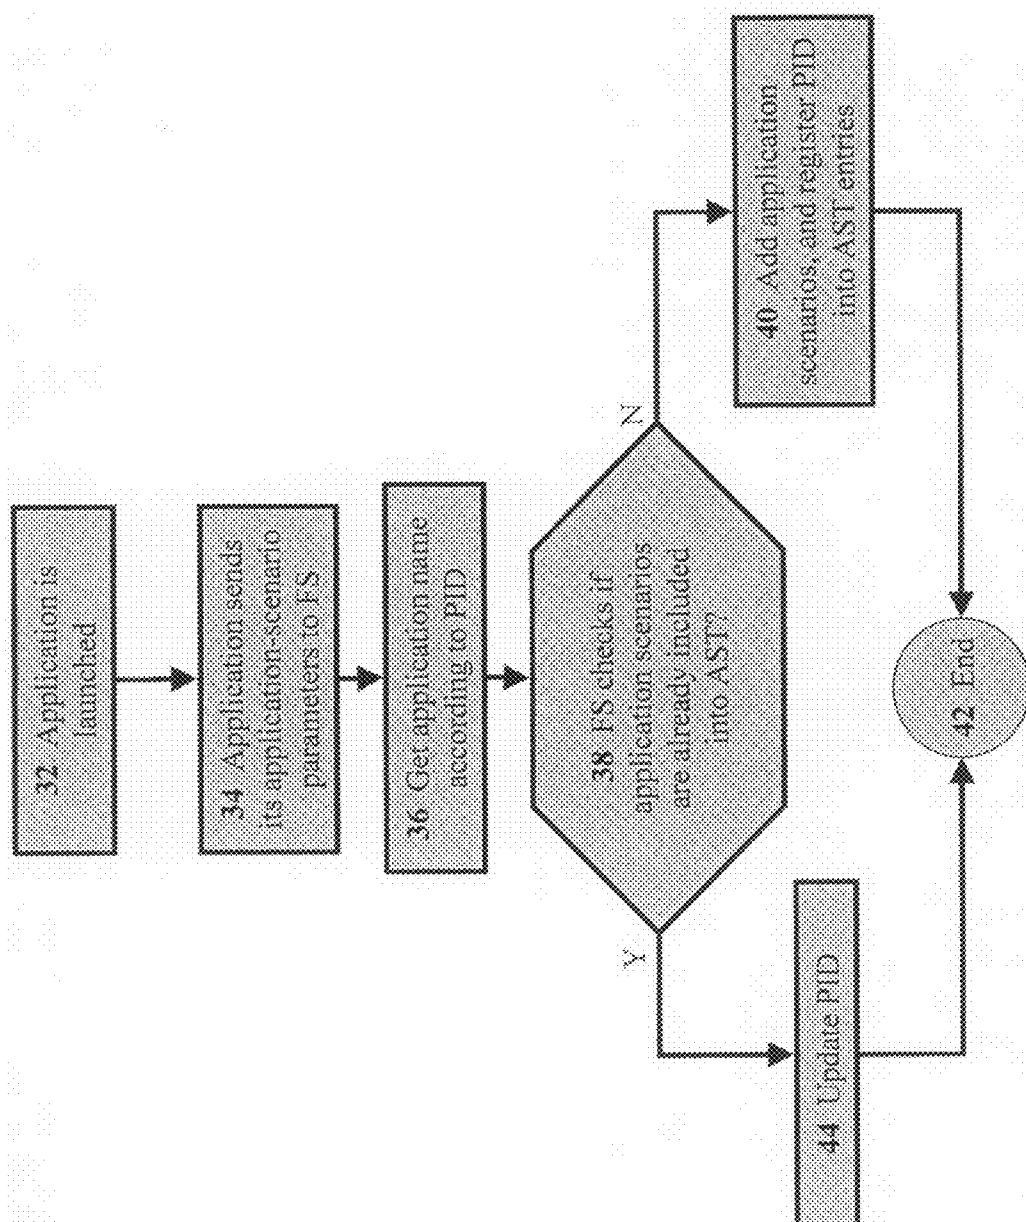 32 Application is
launched
34 Application sends
its application-scenario
parameters to FS
36 Get application name
according to PID
38 FS checks if
application scenarios
are already included
into AST?
Y
N
44 Update PID
40 Add application
scenarios, and register PID
into AST entries
42 End